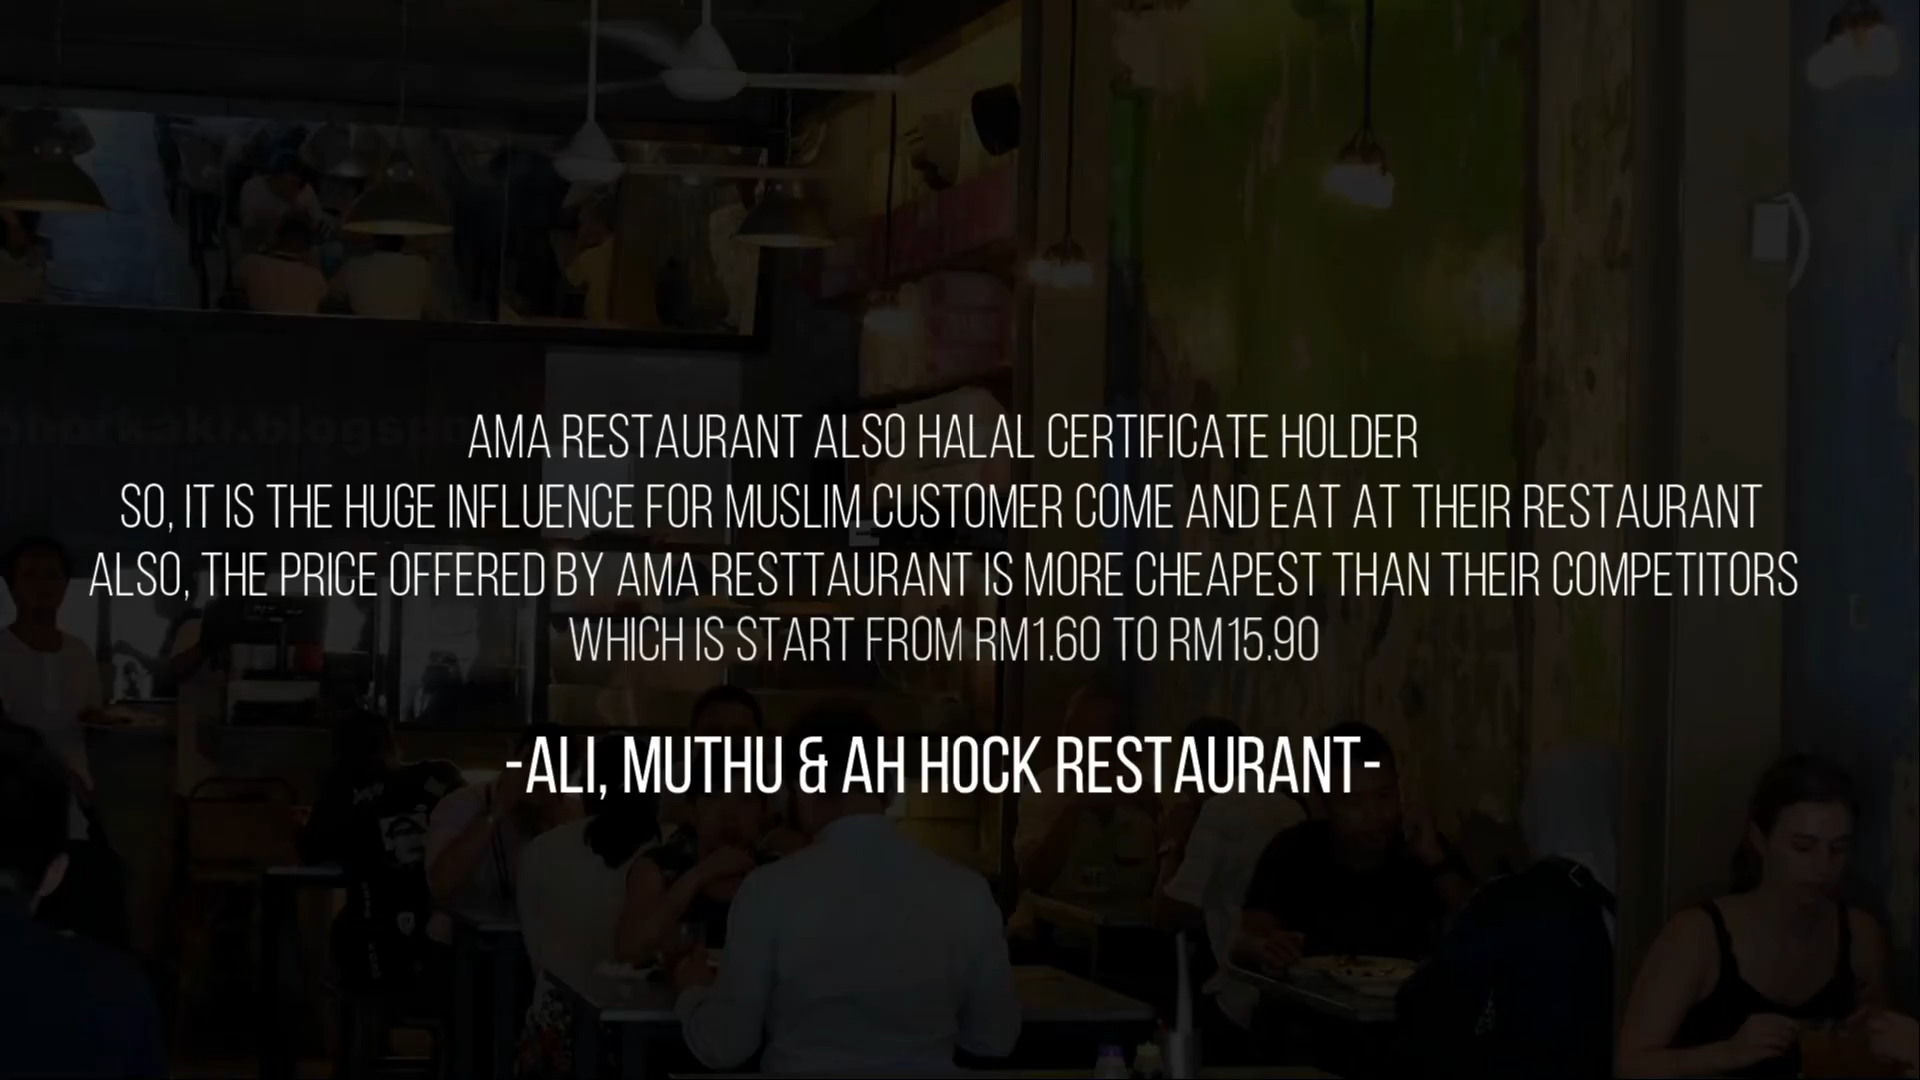 AMA RESTAURANT ALSO HALAL CERTIFICATE HOLDER
SO, IT IS THE HUGE INFLUENCE FOR MUSLIM CUSTOMER COME AND EAT AT THEIR RESTAURANT
ALSO, THE PRICE OFFERED BY AMA RESTTAURANT IS MORE CHEAPEST THAN THEIR COMPETITORS
WHICH IS START FROM RM1.60 TO RM15.90
-ALI, MUTHU & AH HOCK RESTAURANT-